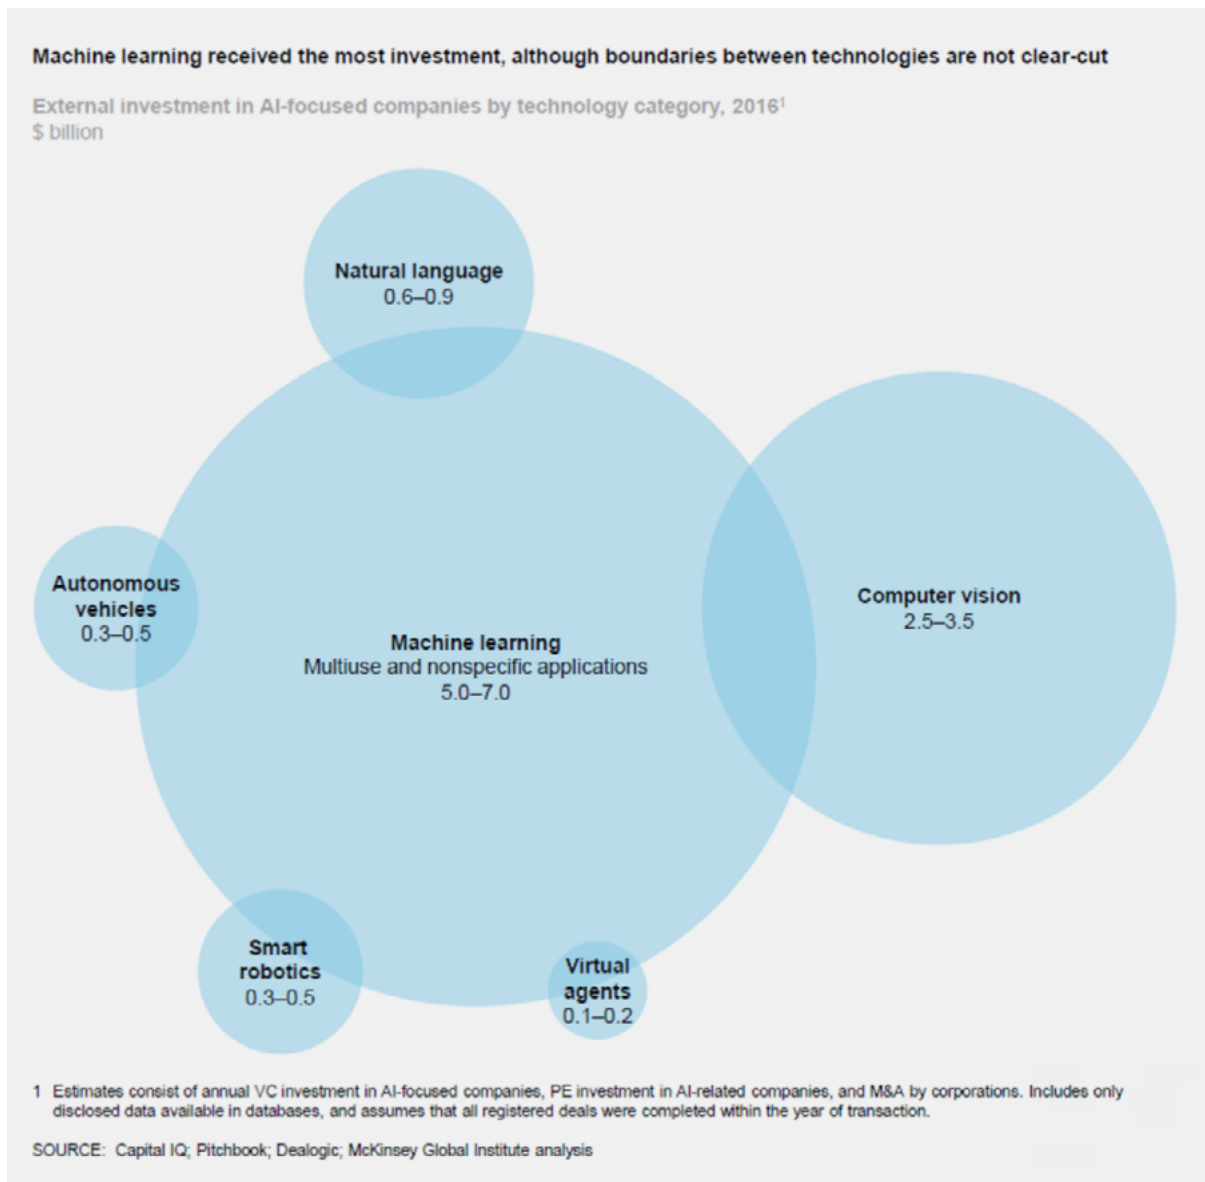 Machine learning received the most investment, although boundaries between technologies are not clear-cut
External investment in AI-focused companies by technology category, 2016¹
$ billion
Natural language
0.6–0.9
Autonomous
vehicles
0.3–0.5
Machine learning
Multiuse and nonspecific applications
5.0–7.0
Computer vision
2.5–3.5
Smart
robotics
0.3–0.5
Virtual
agents
0.1–0.2
1 Estimates consist of annual VC investment in AI-focused companies, PE investment in AI-related companies, and M&A by corporations. Includes only
disclosed data available in databases, and assumes that all registered deals were completed within the year of transaction.
SOURCE: Capital IQ; Pitchbook; Dealogic; McKinsey Global Institute analysis